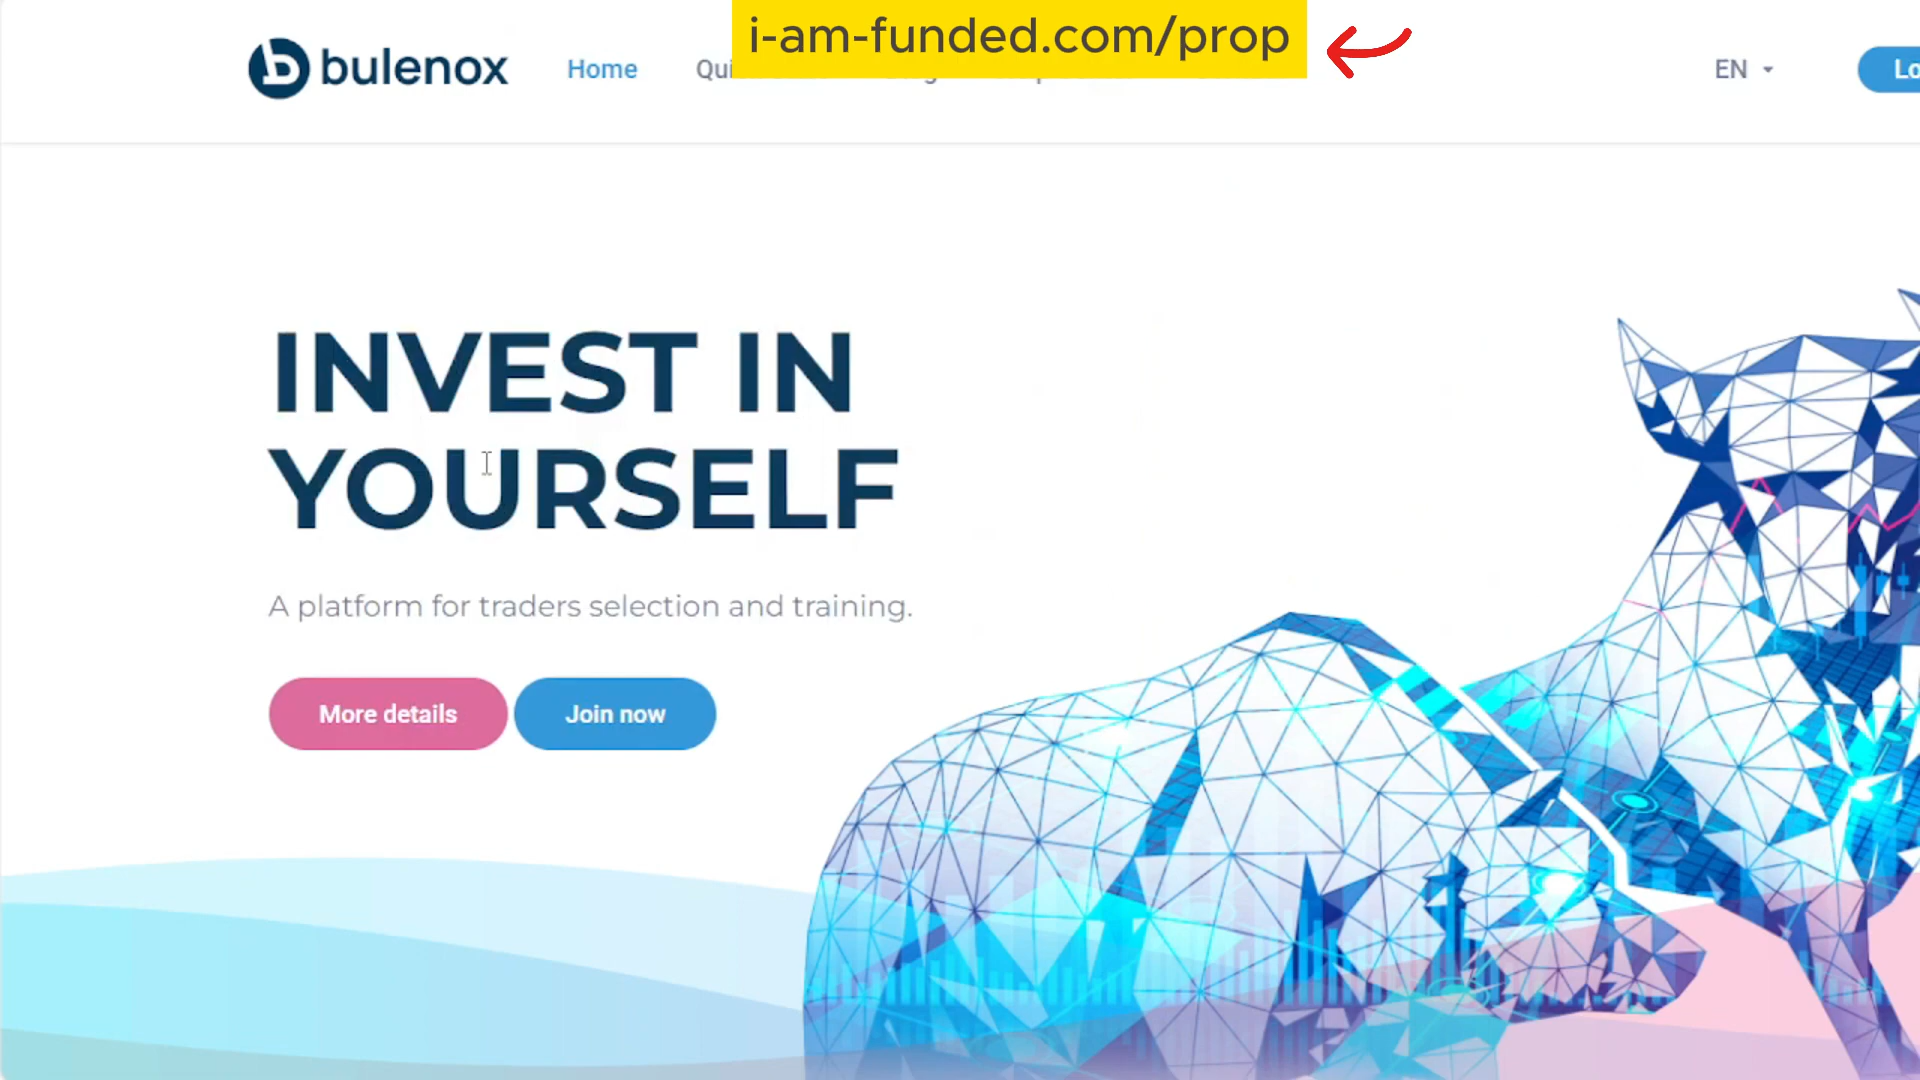 i-am-funded.com/prop
bulenox
Home
EN
INVEST IN
YOURSELF
A platform for traders selection and training.
More details
Join now